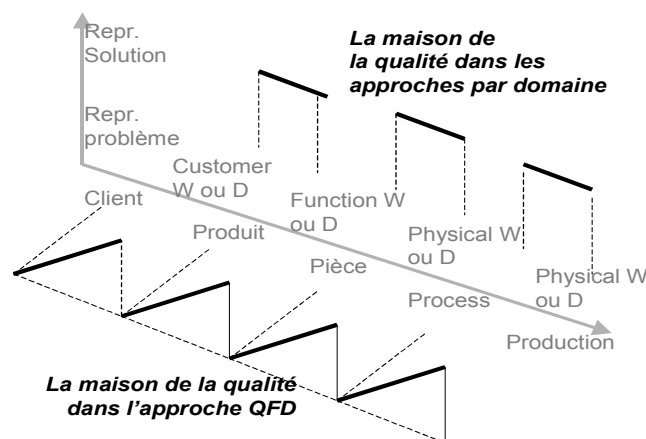 Repr.
Solution
La maison de
la qualité dans les
approches par domaine
Repr.
problème
Customer
W ou D
Function W
ou D
Physical W
ou D
Physical W
ou D
Client
Produit
Pièce
Process
Production
La maison de la qualité
dans l'approche QFD